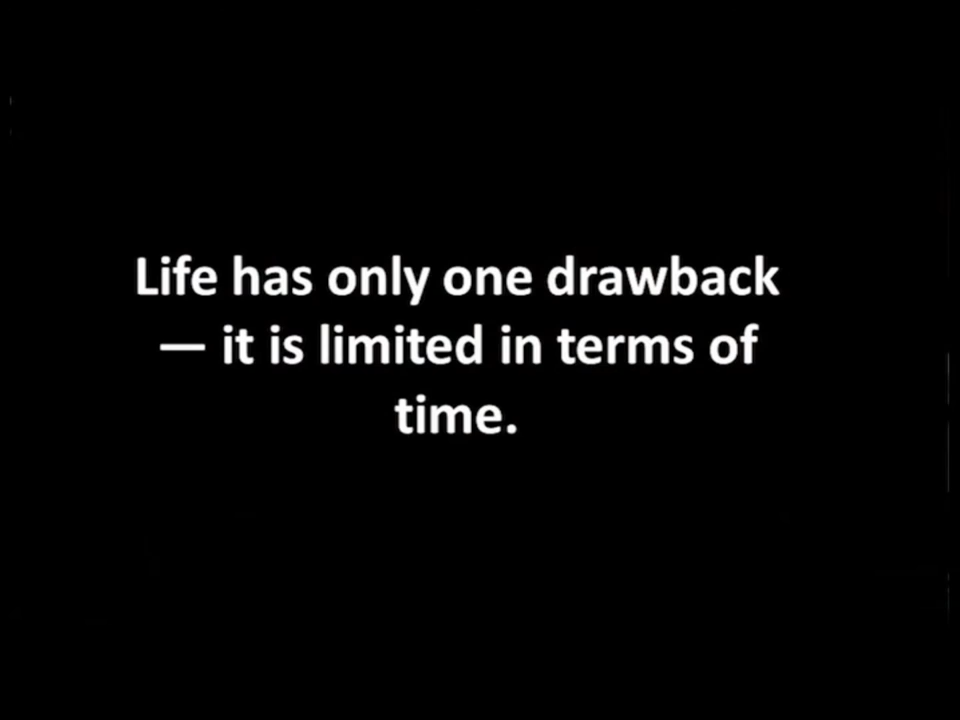 Life has only one drawback
— it is limited in terms of
time.